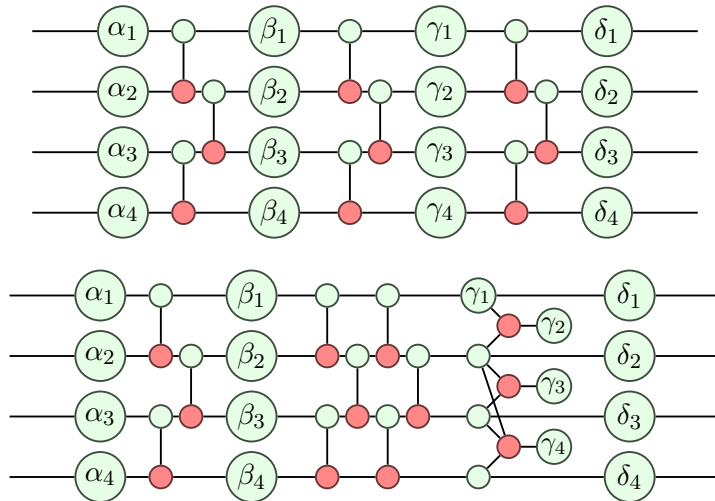 α₁ β₁ γ₁ δ₁
α₂ β₂ γ₂ δ₂
α₃ β₃ γ₃ δ₃
α₄ β₄ γ₄ δ₄
α₁ β₁ γ₁ δ₁
γ₂
α₂ β₂ δ₂
γ₃
α₃ β₃ δ₃
γ₄
α₄ β₄ δ₄